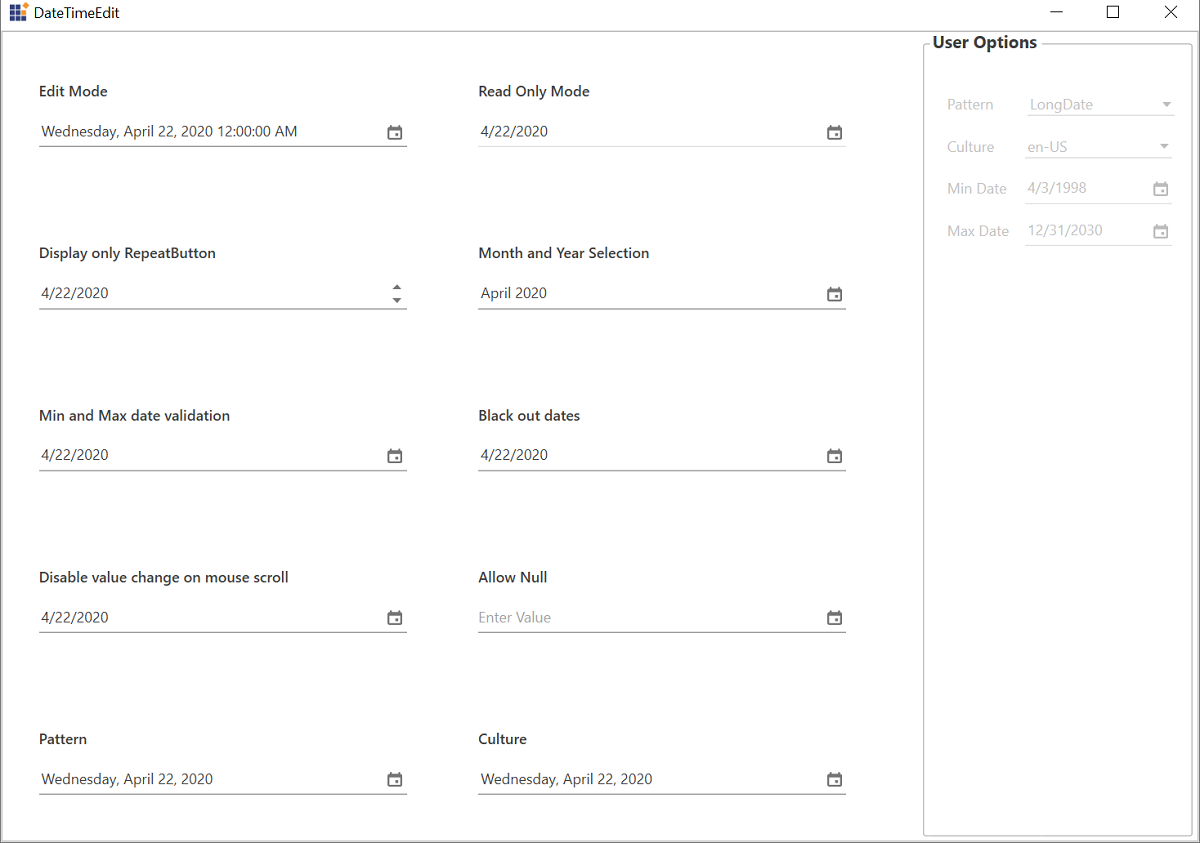 DateTimeEdit
User Options
Edit Mode
Read Only Mode
Wednesday, April 22, 2020 12:00:00 AM
4/22/2020
Pattern
LongDate
Culture
en-US
Min Date
4/3/1998
Max Date
12/31/2030
Display only RepeatButton
Month and Year Selection
4/22/2020
April 2020
Min and Max date validation
Black out dates
4/22/2020
4/22/2020
Disable value change on mouse scroll
Allow Null
4/22/2020
Enter Value
Pattern
Culture
Wednesday, April 22, 2020
Wednesday, April 22, 2020